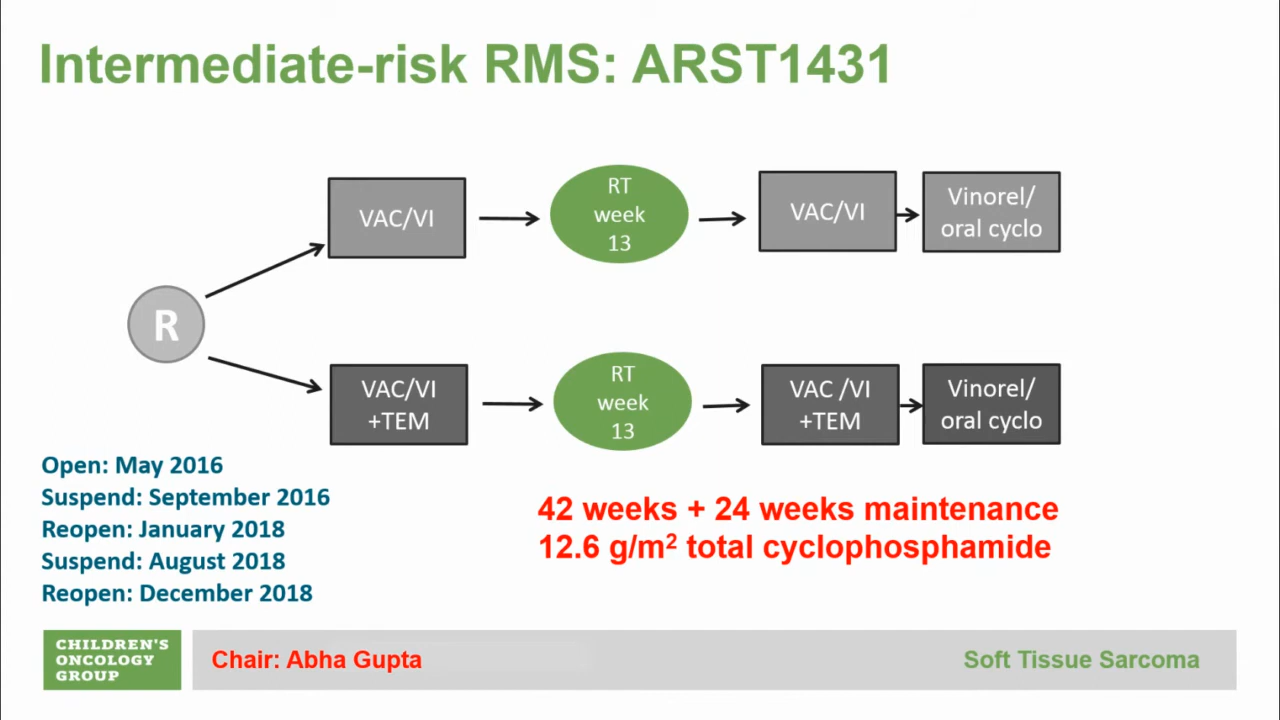 Intermediate-risk RMS: ARST1431
VAC/VI
RT
week
13
VAC/VI
Vinorel/
oral cyclo
R
VAC/VI
+TEM
RT
week
13
VAC /VI
+TEM
Vinorel/
oral cyclo
Open: May 2016
Suspend: September 2016
Reopen: January 2018
Suspend: August 2018
Reopen: December 2018
42 weeks + 24 weeks maintenance
12.6 g/m² total cyclophosphamide
CHILDREN'S
ONCOLOGY
GROUP
Chair: Abha Gupta
Soft Tissue Sarcoma